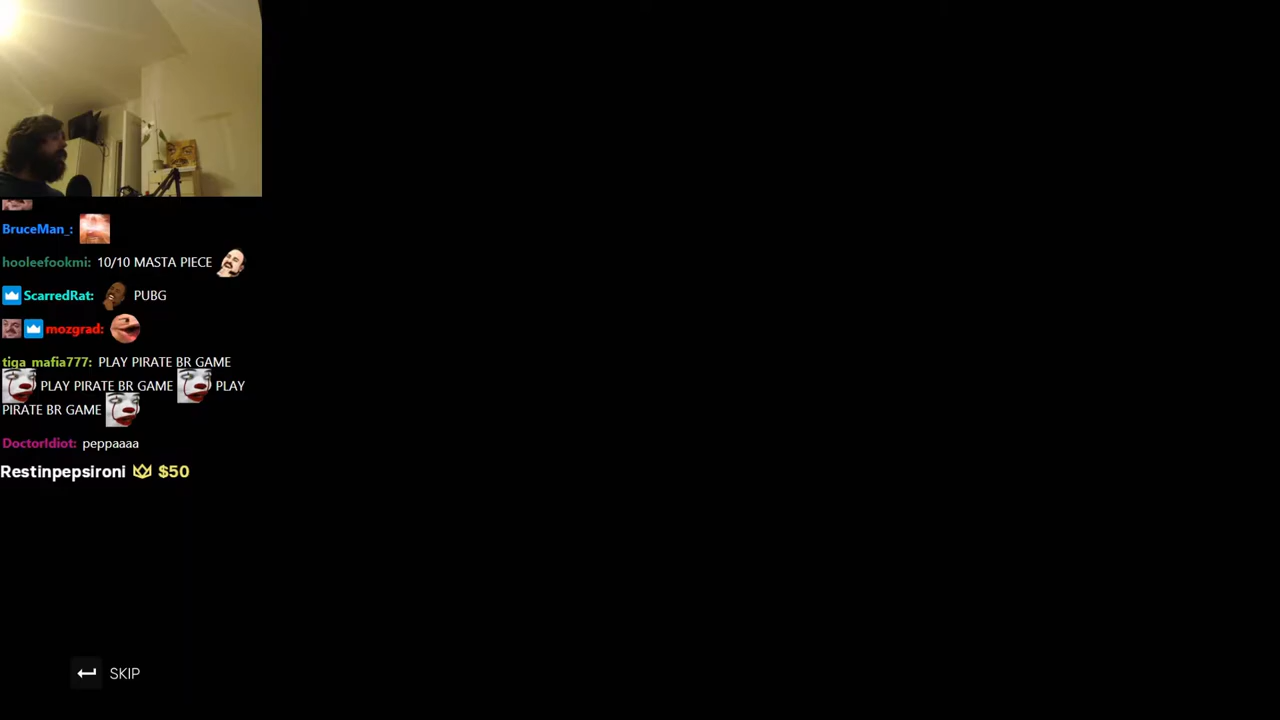 BruceMan_:
hooleefookmi: 10/10 MASTA PIECE
ScarredRat: PUBG
mozgrad:
tiga_mafia777: PLAY PIRATE BR GAME
PLAY PIRATE BR GAME PLAY
PIRATE BR GAME
DoctorIdiot: peppaaaa
Restinpepsironi $50
SKIP